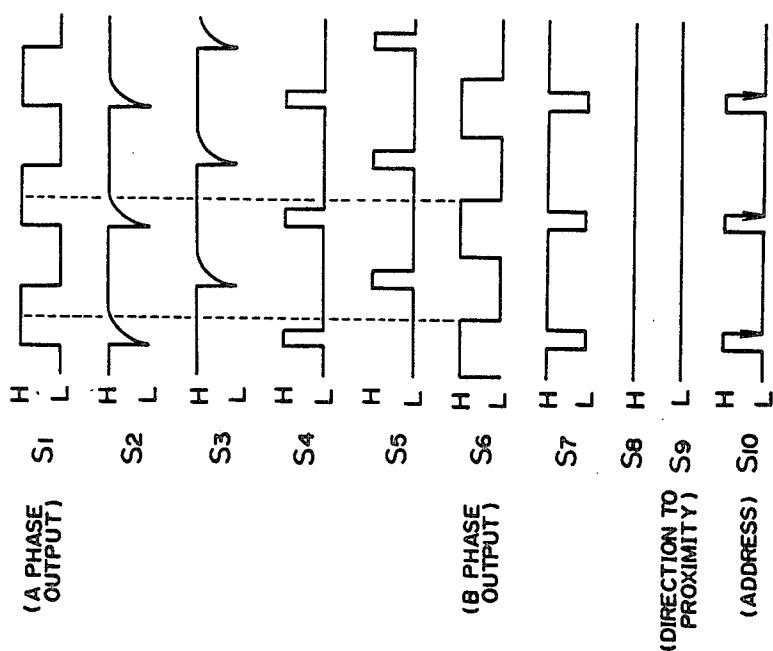 (A PHASE
OUTPUT)
S1
H
L
S2
H
L
S3
H
L
S4
H
L
S5
H
L
(B PHASE
OUTPUT)
S6
H
L
S7
H
L
S8
H
(DIRECTION TO
PROXIMITY)
S9
L
(ADDRESS)
S10
H
L